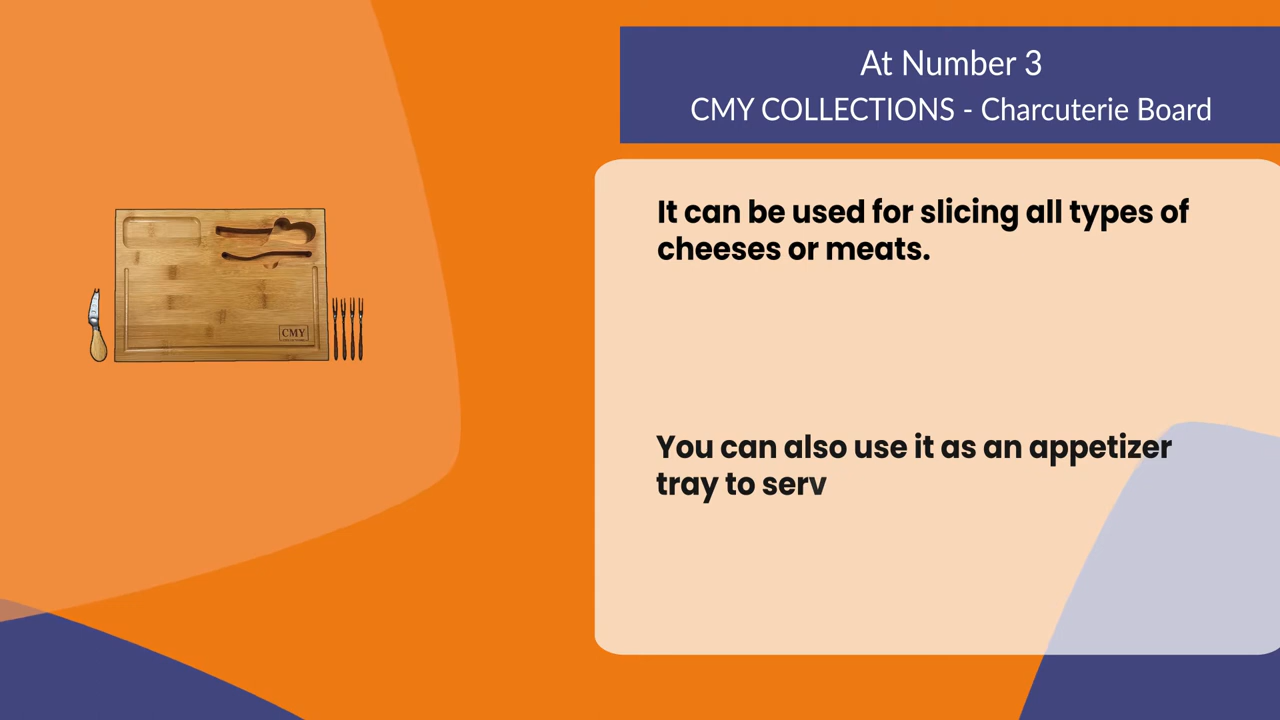 At Number 3
CMY COLLECTIONS - Charcuterie Board
It can be used for slicing all types of
cheeses or meats.
You can also use it as an appetizer
tray to serv
CMY